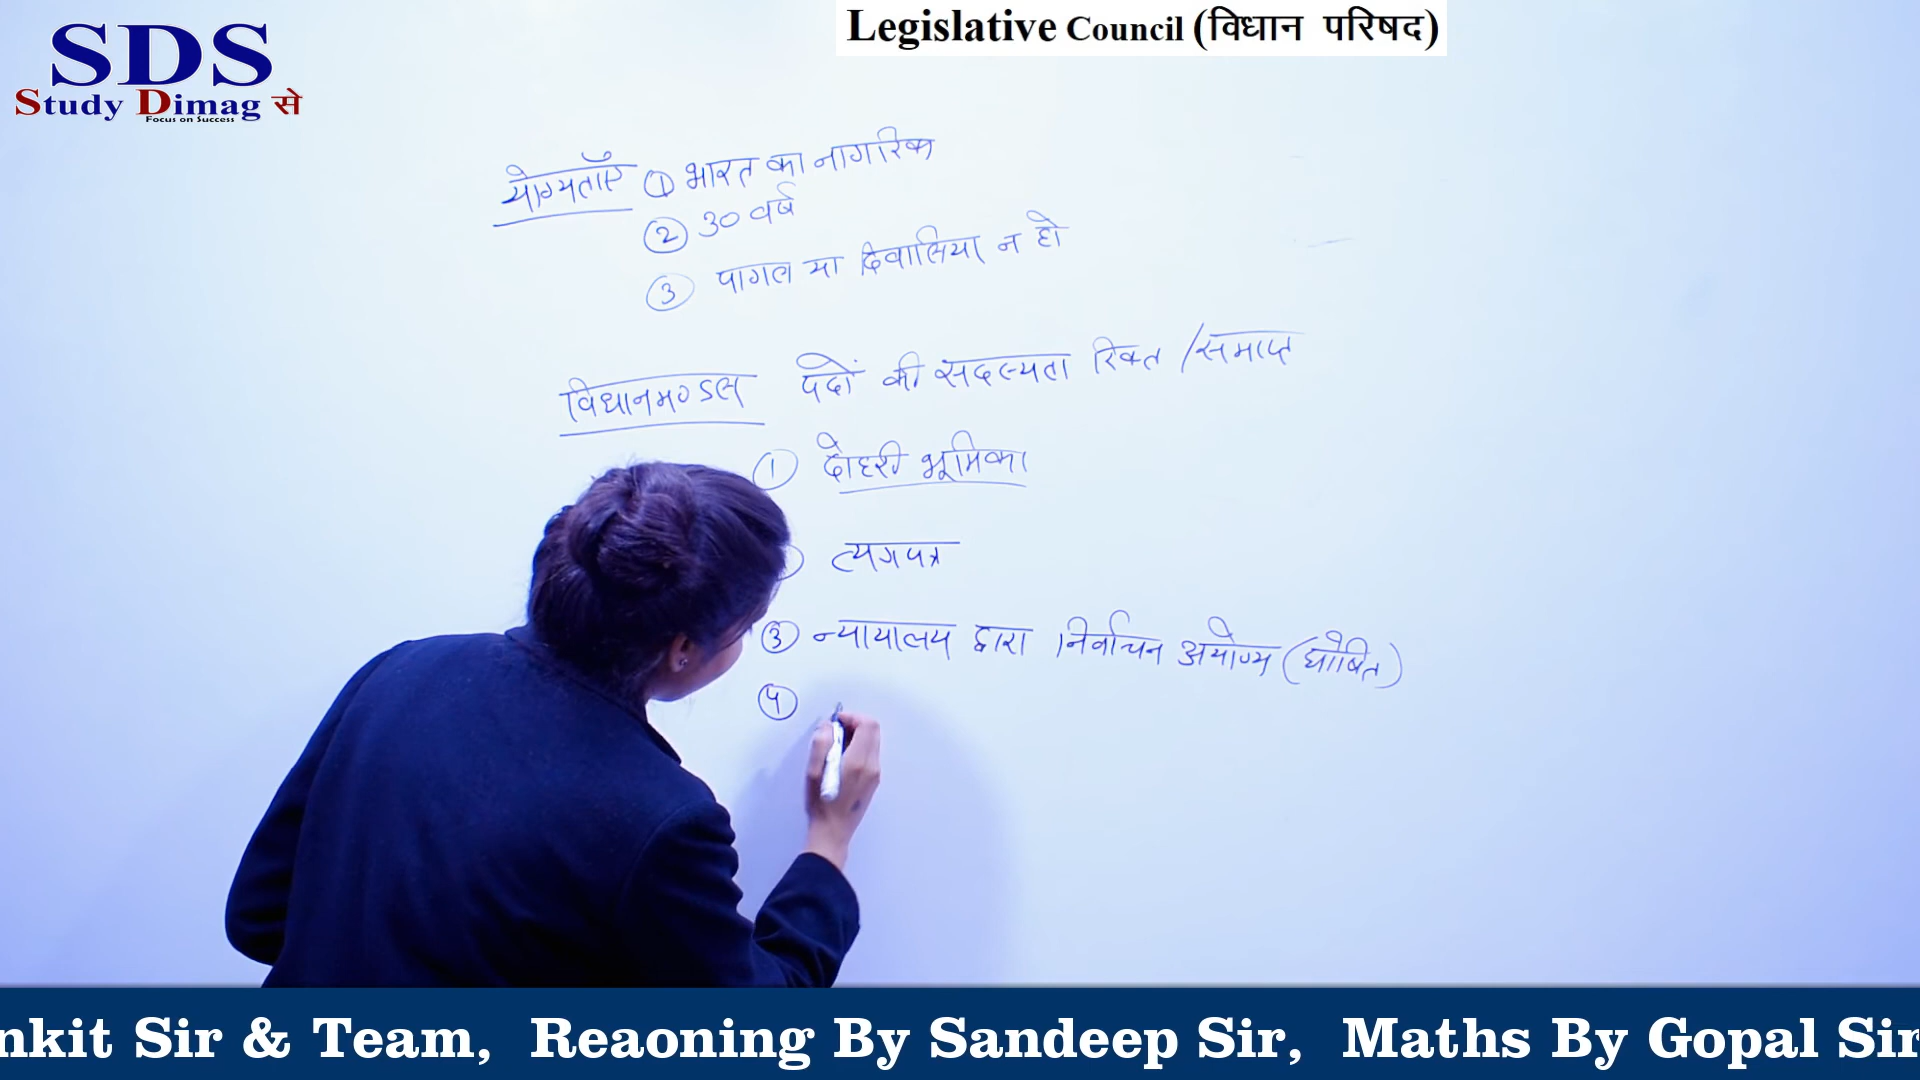 Legislative Council (विधान परिषद)
SDS
Study Dimag से
Focus on Success
योग्यताएँ ① भारत का नागरिक
② 30 वर्ष
③ पागल या दिवालिया न हो
विधानमण्डल पदों की सदस्यता रिक्त / समाप्त
① दोहरी भूमिका
त्यगपत्र
③ न्यायालय द्वारा निर्वाचन अयोग्य (घोषित)
④
nkit Sir & Team, Reaoning By Sandeep Sir, Maths By Gopal Sir